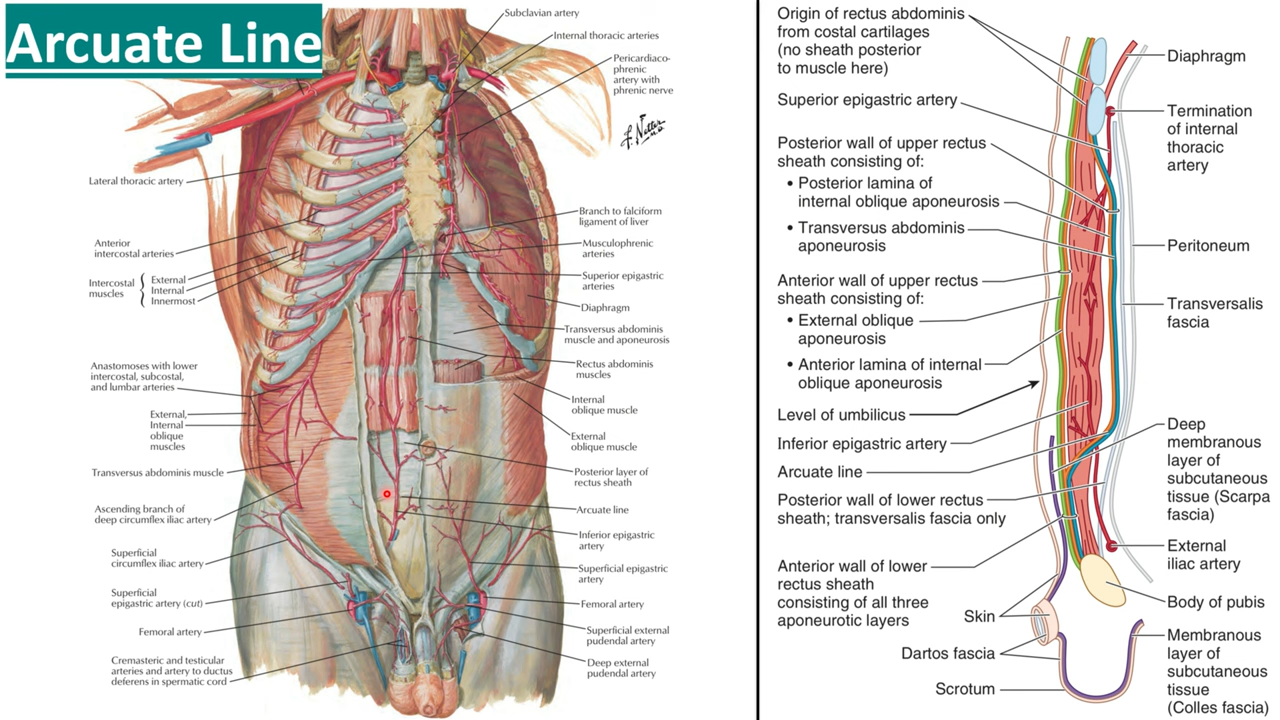 Arcuate Line
Subclavian artery
Internal thoracic arteries
Pericardiaco-
phrenic
artery with
phrenic nerve
Lateral thoracic artery
Anterior
intercostal arteries
Intercostal
muscles
External
Internal
Innermost
Anastomoses with lower
intercostal, subcostal,
and lumbar arteries
External,
Internal
oblique
muscles
Transversus abdominis muscle
Ascending branch of
deep circumflex iliac artery
Superficial
circumflex iliac artery
Superficial
epigastric artery (cut)
Femoral artery
Cremasteric and testicular
arteries and artery to ductus
deferens in spermatic cord
Branch to falciform
ligament of liver
Musculophrenic
arteries
Superior epigastric
arteries
Diaphragm
Transversus abdominis
muscle and aponeurosis
Rectus abdominis
muscles
Internal
oblique muscle
External
oblique muscle
Posterior layer of
rectus sheath
Arcuate line
Inferior epigastric
artery
Superficial epigastric
artery
Femoral artery
Superficial external
pudendal artery
Deep external
pudendal artery
Origin of rectus abdominis
from costal cartilages
(no sheath posterior
to muscle here)
Superior epigastric artery
Posterior wall of upper rectus
sheath consisting of:
• Posterior lamina of
internal oblique aponeurosis
• Transversus abdominis
aponeurosis
Anterior wall of upper rectus
sheath consisting of:
• External oblique
aponeurosis
• Anterior lamina of internal
oblique aponeurosis
Level of umbilicus
Inferior epigastric artery
Arcuate line
Posterior wall of lower rectus
sheath; transversalis fascia only
Anterior wall of lower
rectus sheath
consisting of all three
aponeurotic layers
Skin
Dartos fascia
Scrotum
Diaphragm
Termination
of internal
thoracic
artery
Peritoneum
Transversalis
fascia
Deep
membranous
layer of
subcutaneous
tissue (Scarpa
fascia)
External
iliac artery
Body of pubis
Membranous
layer of
subcutaneous
tissue
(Colles fascia)